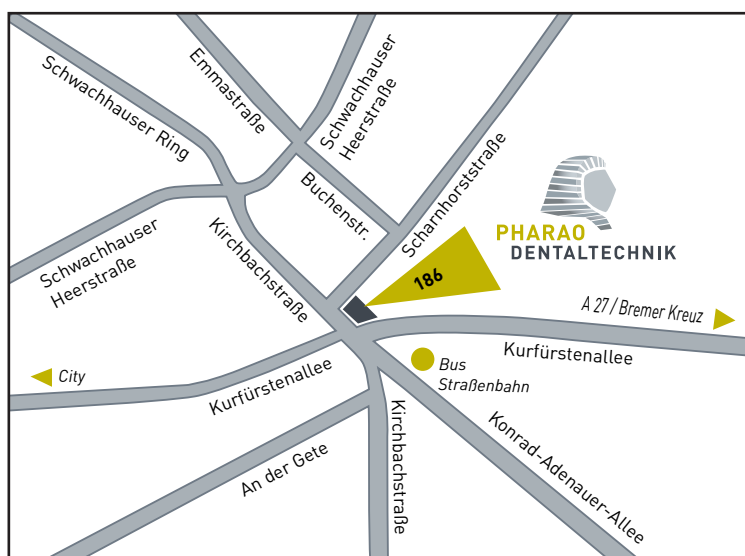 Schwachhauser Ring
Emmastraße
Schwachhauser
Heerstraße
Buchenstr.
Scharnhorststraße
PHARAO
DENTALTECHNIK
Schwachhauser
Heerstraße
Kirchbachstraße
186
A 27 / Bremer Kreuz
Kurfürstenallee
City
Kurfürstenallee
Bus
Straßenbahn
An der Gete
Kirchbachstraße
Konrad-Adenauer-Allee